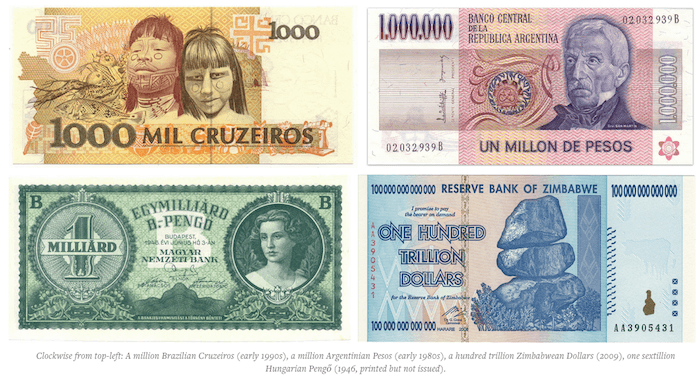 1000
1000 MIL CRUZEIROS
1.000.000
BANCO CENTRAL
DE LA
REPUBLICA ARGENTINA
02032939B
1.000.000
02032939B
UN MILLON DE PESOS
B
EGYMILLIÁRD
B.-PENGŐ
B
1
MILLIÁRD
BUDAPEST,
1946. ÉVI JÚNIUS HÓ 3-ÁN
MAGYAR
NEMZETI BANK
100 000 000 000 000
RESERVE BANK OF ZIMBABWE
100 000 000 000 000
I promise to pay
the bearer on demand
ONE HUNDRED
TRILLION
DOLLARS
for the Reserve Bank of Zimbabwe
AA3905431
100 000 000 000 000
HARARE 2008
AA3905431
Clockwise from top-left: A million Brazilian Cruzeiros (early 1990s), a million Argentinian Pesos (early 1980s), a hundred trillion Zimbabwean Dollars (2009), one sextillion
Hungarian Pengő (1946, printed but not issued).